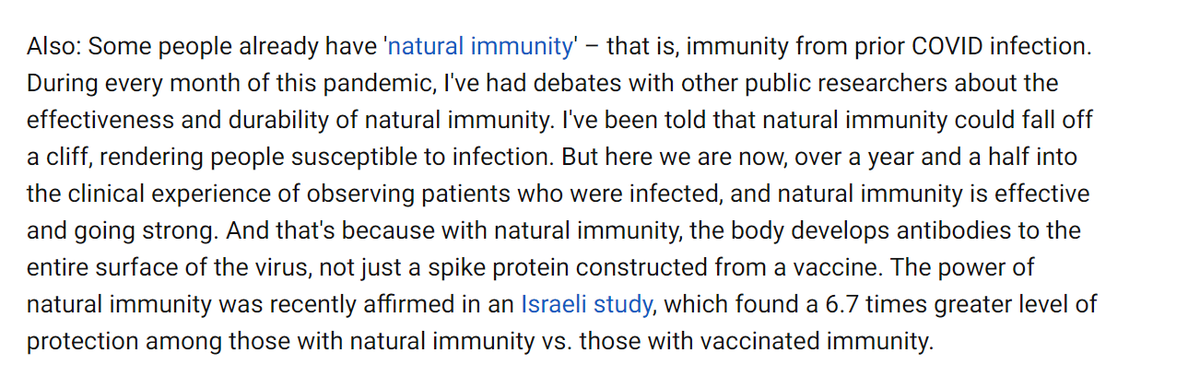 Also: Some people already have 'natural immunity' – that is, immunity from prior COVID infection.
During every month of this pandemic, I've had debates with other public researchers about the
effectiveness and durability of natural immunity. I've been told that natural immunity could fall off
a cliff, rendering people susceptible to infection. But here we are now, over a year and a half into
the clinical experience of observing patients who were infected, and natural immunity is effective
and going strong. And that's because with natural immunity, the body develops antibodies to the
entire surface of the virus, not just a spike protein constructed from a vaccine. The power of
natural immunity was recently affirmed in an Israeli study, which found a 6.7 times greater level of
protection among those with natural immunity vs. those with vaccinated immunity.